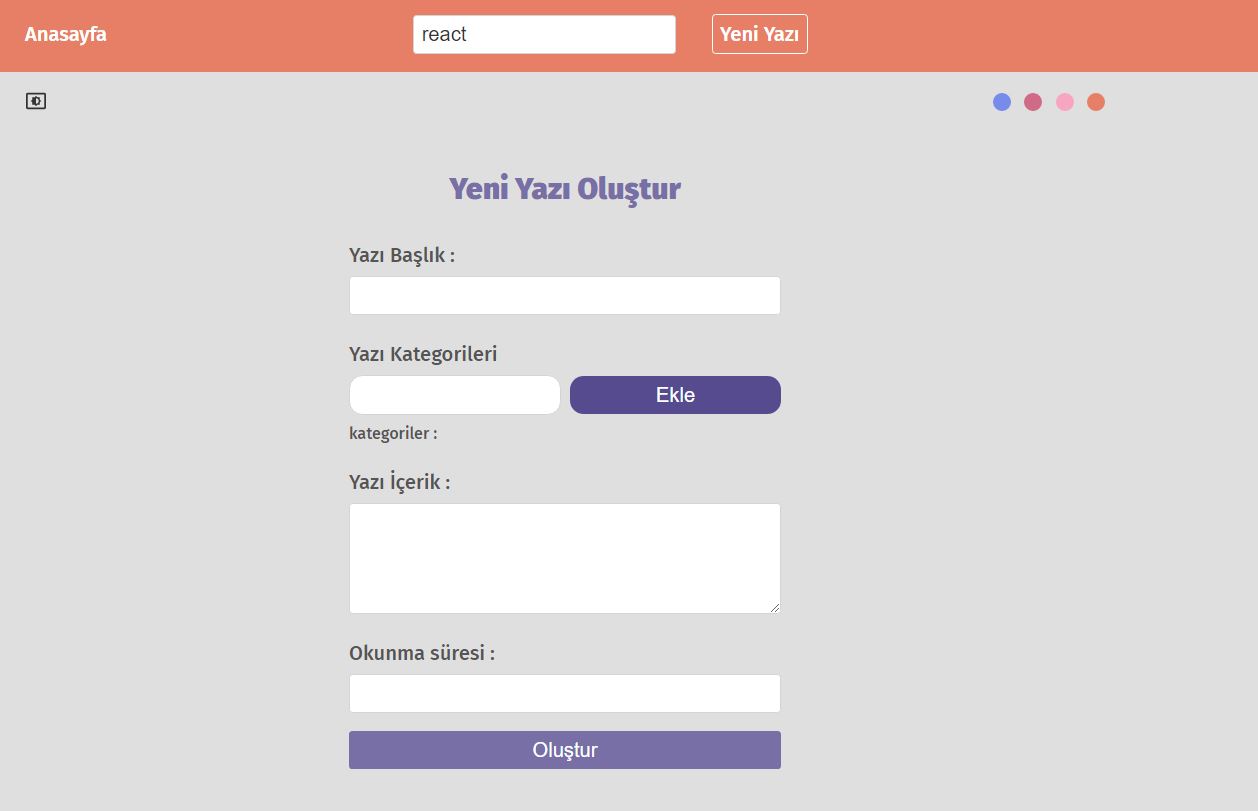 Anasayfa
react
Yeni Yazı
Yeni Yazı Oluştur
Yazı Başlık :
Yazı Kategorileri
Ekle
kategoriler :
Yazı İçerik :
Okunma süresi :
Oluştur